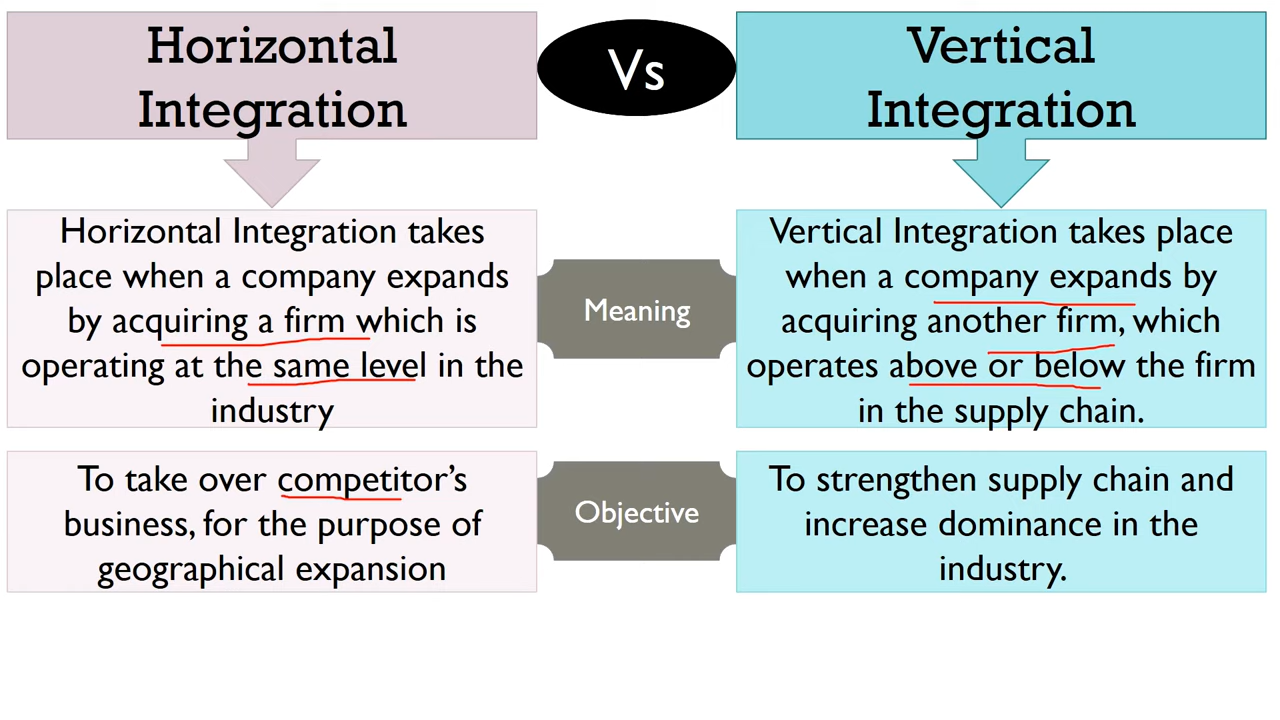 Horizontal
Integration
Vs
Vertical
Integration
Horizontal Integration takes
place when a company expands
by acquiring a firm which is
operating at the same level in the
industry
Meaning
Vertical Integration takes place
when a company expands by
acquiring another firm, which
operates above or below the firm
in the supply chain.
To take over competitor’s
business, for the purpose of
geographical expansion
Objective
To strengthen supply chain and
increase dominance in the
industry.